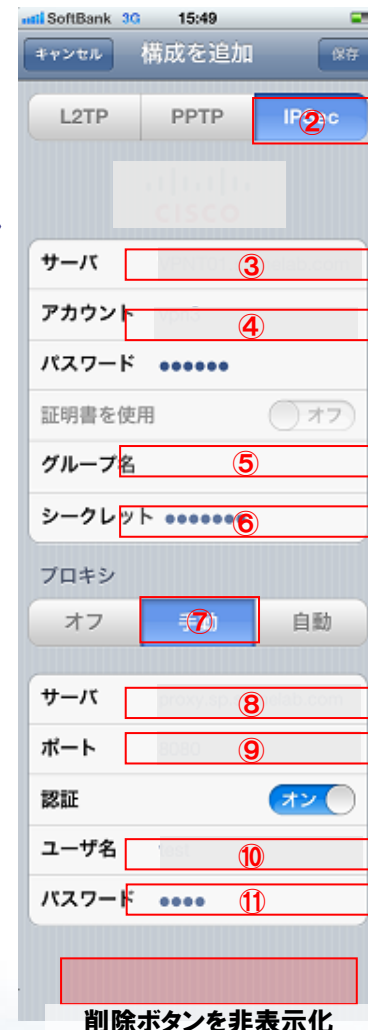 SoftBank 3G 15:49
キャンセル 構成を追加 保存
L2TP PPTP IPSec ②
CISCO
サーバ ③
アカウント ④
パスワード ●●●●●●
証明書を使用 オフ
グループ名 ⑤
シークレット ●●●●●●● ⑥
プロキシ
オフ 手動 ⑦ 自動
サーバ ⑧
ポート 8080 ⑨
認証 オン
ユーザ名 ⑩
パスワード ●●●● ⑪
削除ボタンを非表示化